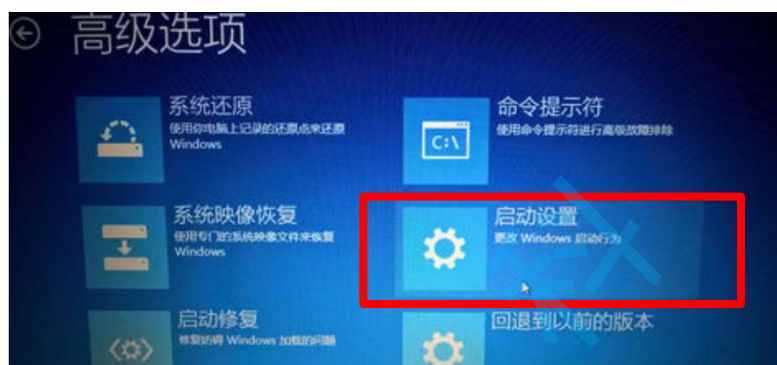 高级选项
系统还原
使用你电脑上记录的还原点来还原
Windows
命令提示符
C:\
使用命令提示符进行高级故障排除
系统映像恢复
使用专门的系统映像文件来恢复
Windows
启动设置
更改 Windows 启动行为
启动修复
修复妨碍 Windows 加载的问题
回退到以前的版本